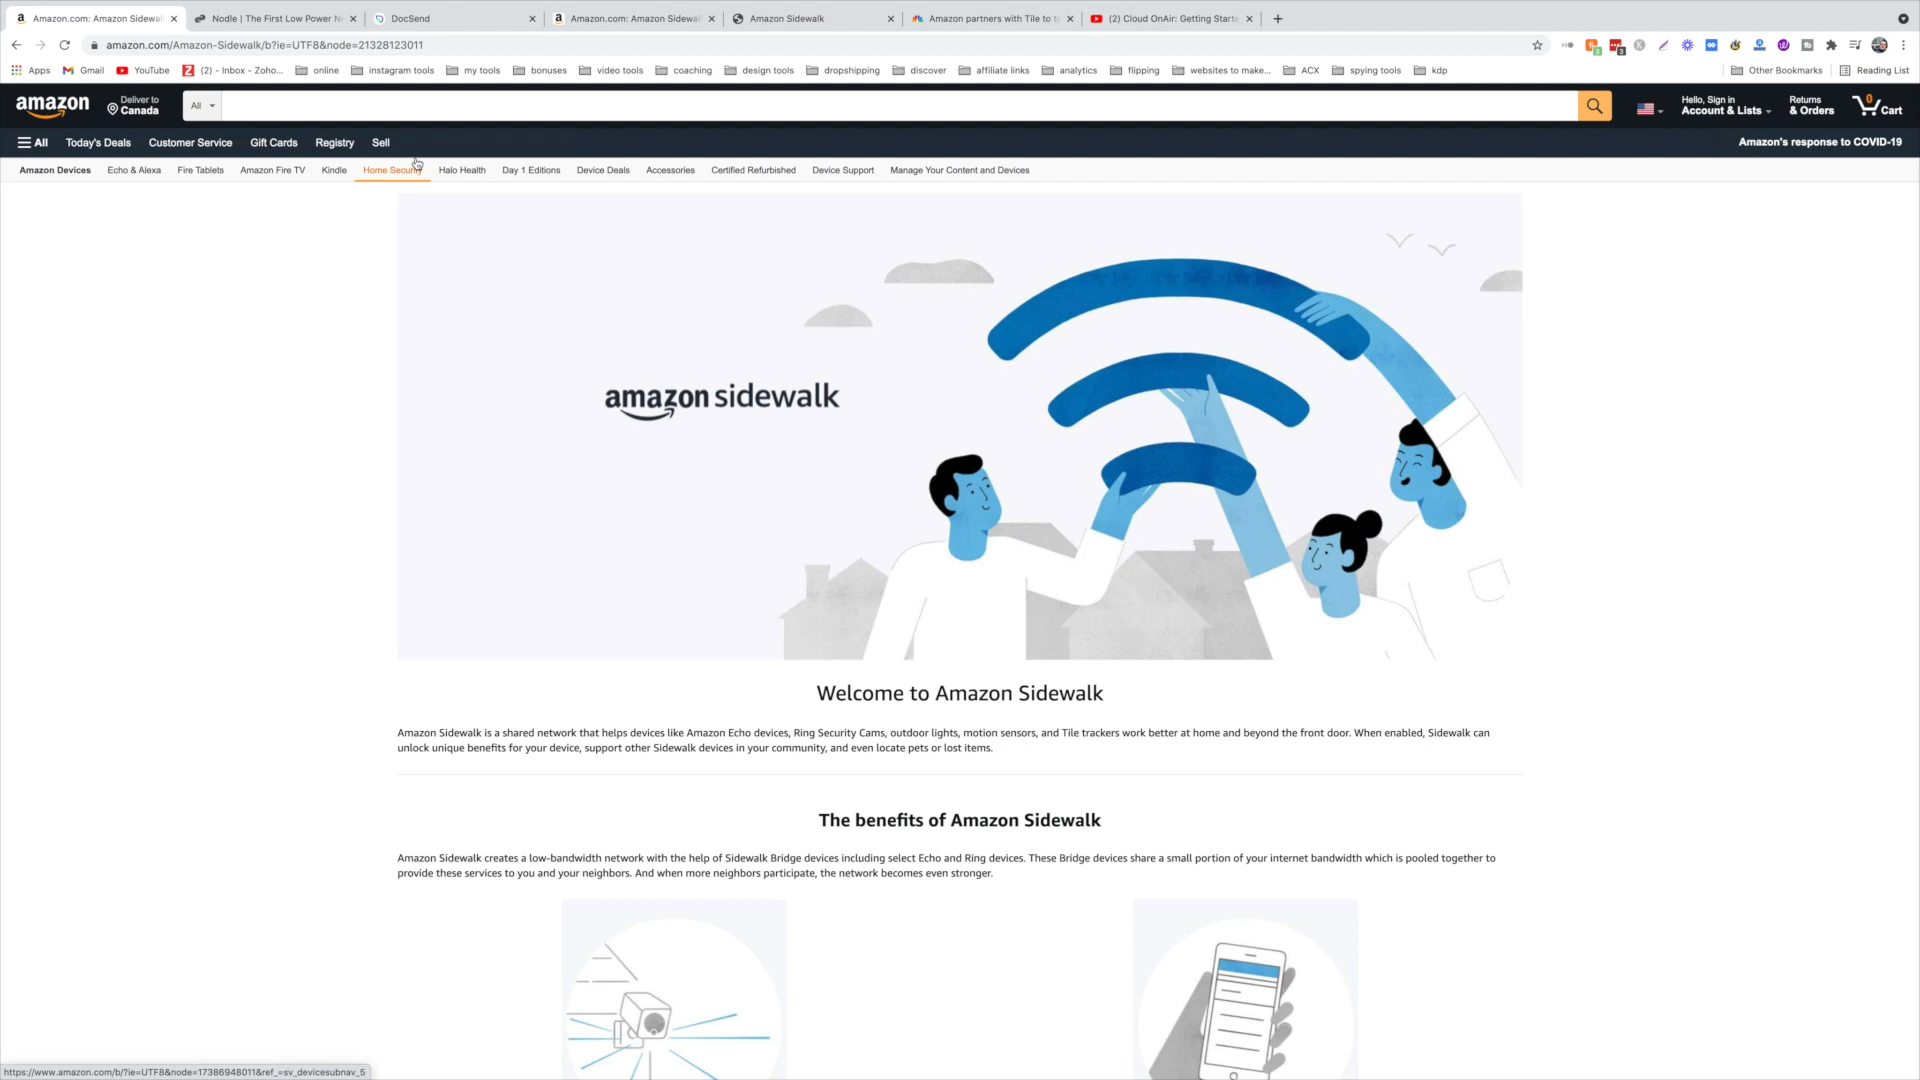 Amazon.com: Amazon Sidewal
Nodle | The First Low Power N
DocSend
Amazon.com: Amazon Sidewa
Amazon Sidewalk
Amazon partners with Tile to t
(2) Cloud OnAir: Getting Starte
amazon.com/Amazon-Sidewalk/b?ie=UTF8&node=21328123011
Apps
Gmail
YouTube
(2) - Inbox - Zoho...
online
instagram tools
my tools
bonuses
video tools
coaching
design tools
dropshipping
discover
affiliate links
analytics
flipping
websites to make...
ACX
spying tools
kdp
Other Bookmarks
Reading List
amazon
Deliver to
Canada
All
Hello, Sign in
Account & Lists
Returns
& Orders
0
Cart
All
Today's Deals
Customer Service
Gift Cards
Registry
Sell
Amazon's response to COVID-19
Amazon Devices
Echo & Alexa
Fire Tablets
Amazon Fire TV
Kindle
Home Security
Halo Health
Day 1 Editions
Device Deals
Accessories
Certified Refurbished
Device Support
Manage Your Content and Devices
amazon sidewalk
Welcome to Amazon Sidewalk
Amazon Sidewalk is a shared network that helps devices like Amazon Echo devices, Ring Security Cams, outdoor lights, motion sensors, and Tile trackers work better at home and beyond the front door. When enabled, Sidewalk can
unlock unique benefits for your device, support other Sidewalk devices in your community, and even locate pets or lost items.
The benefits of Amazon Sidewalk
Amazon Sidewalk creates a low-bandwidth network with the help of Sidewalk Bridge devices including select Echo and Ring devices. These Bridge devices share a small portion of your internet bandwidth which is pooled together to
provide these services to you and your neighbors. And when more neighbors participate, the network becomes even stronger.
https://www.amazon.com/b/?ie=UTF8&node=17386948011&ref_=sv_devicesubnav_5